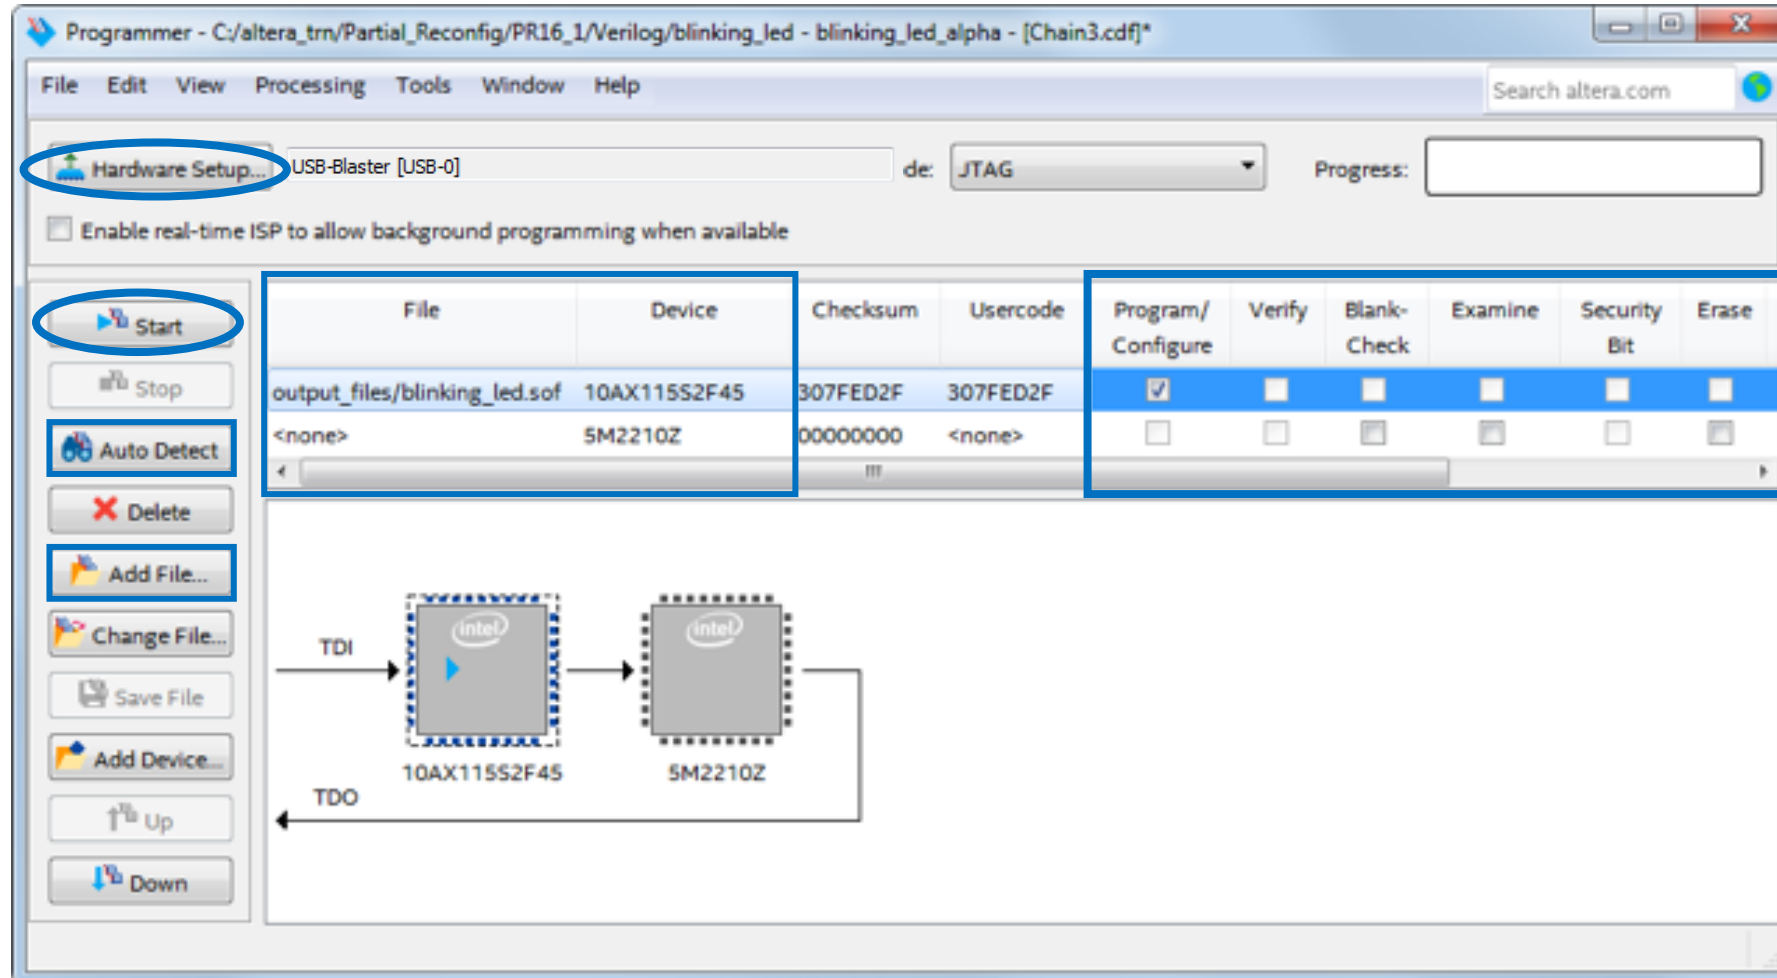 Programmer - C:/altera_trn/Partial_Reconfig/PR16_1/Verilog/blinking_led - blinking_led_alpha - [Chain3.cdf]*
File Edit View Processing Tools Window Help
Search altera.com
Hardware Setup...
USB-Blaster [USB-0]
de:
JTAG
Progress:
Enable real-time ISP to allow background programming when available
Start
Stop
Auto Detect
Delete
Add File...
Change File...
Save File
Add Device...
Up
Down
File Device Checksum Usercode Program/ Verify Blank- Examine Security Erase
Configure Check Bit
output_files/blinking_led.sof 10AX115S2F45 307FED2F 307FED2F
<none> 5M2210Z 00000000 <none>
TDI
intel
intel
10AX115S2F45
5M2210Z
TDO